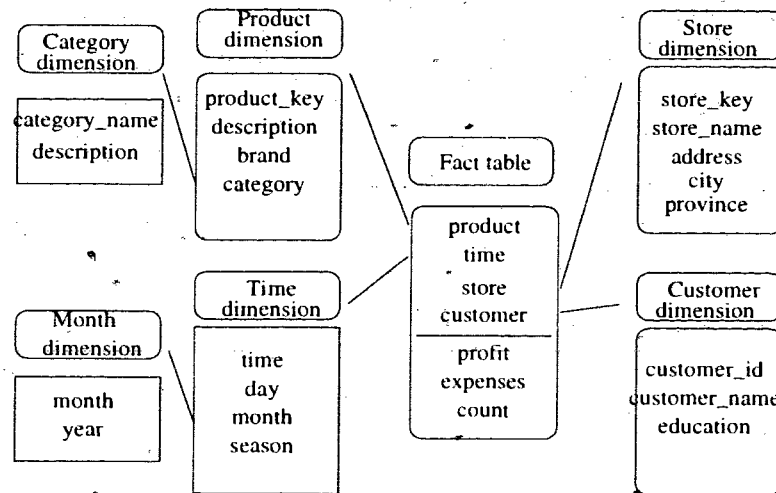 Category
dimension
category_name
description
Product
dimension
product_key
description
brand
category
Month
dimension
month
year
Time
dimension
time
day
month
season
Fact table
product
time
store
customer
profit
expenses
count
Store
dimension
store_key
store_name
address
city
province
Customer
dimension
customer_id
customer_name
education